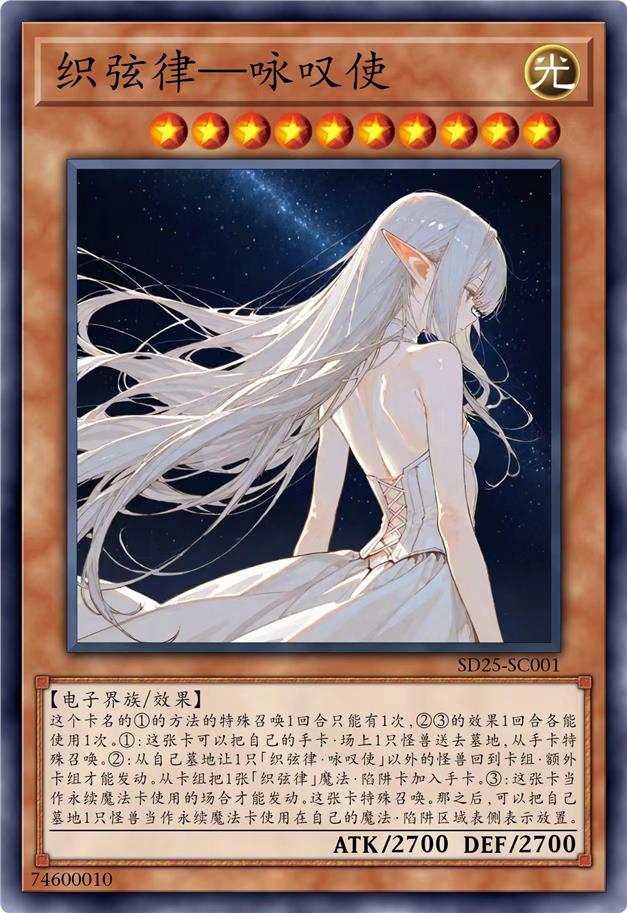 织弦律—咏叹使
光
SD25-SC001
【电子界族/效果】
这个卡名的①的方法的特殊召唤1回合只能有1次,②③的效果1回合各能
使用1次。①:这张卡可以把自己的手卡·场上1只怪兽送去墓地,从手卡特
殊召唤。②:从自己墓地让1只「织弦律·咏叹使」以外的怪兽回到卡组·额外
卡组才能发动。从卡组把1张「织弦律」魔法·陷阱卡加入手卡。③:这张卡当
作永续魔法卡使用的场合才能发动。这张卡特殊召唤。那之后,可以把自己
墓地1只怪兽当作永续魔法卡使用在自己的魔法·陷阱区域表侧表示放置。
ATK/2700 DEF/2700
74600010